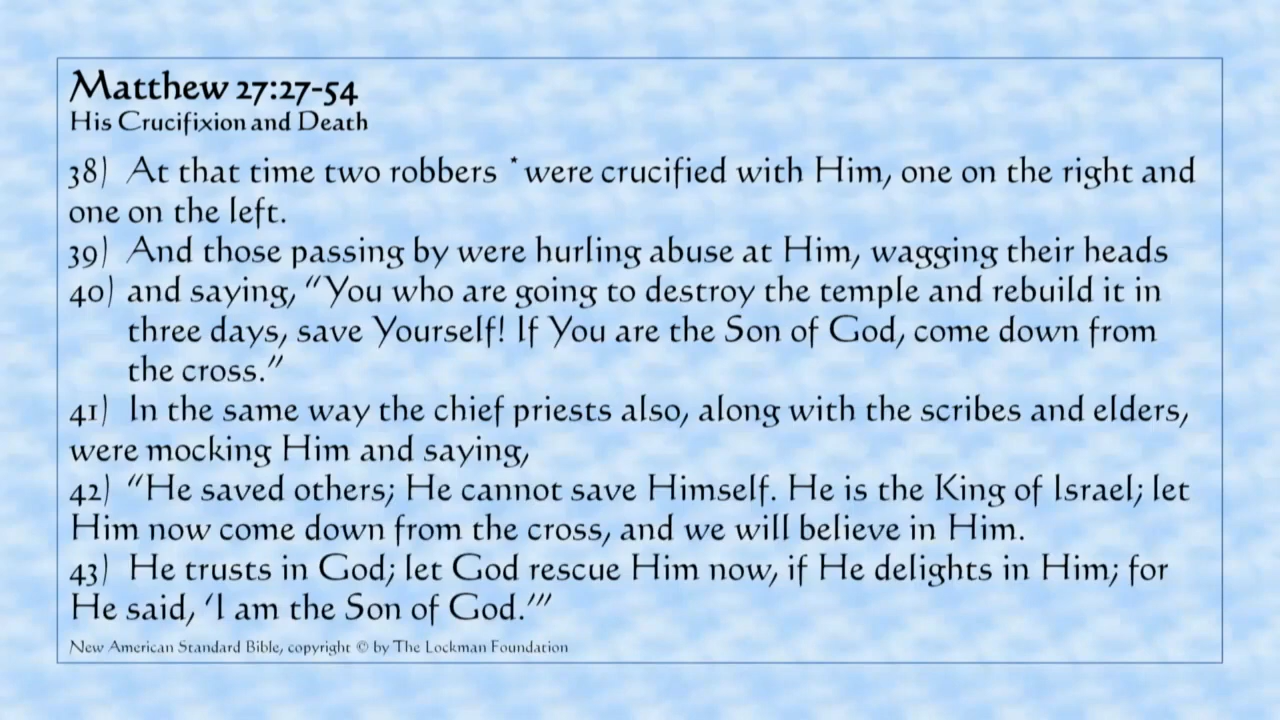 Matthew 27:27-54
His Crucifixion and Death
38) At that time two robbers *were crucified with Him, one on the right and
one on the left.
39) And those passing by were hurling abuse at Him, wagging their heads
40) and saying, “You who are going to destroy the temple and rebuild it in
three days, save Yourself! If You are the Son of God, come down from
the cross.”
41) In the same way the chief priests also, along with the scribes and elders,
were mocking Him and saying,
42) “He saved others; He cannot save Himself. He is the King of Israel; let
Him now come down from the cross, and we will believe in Him.
43) He trusts in God; let God rescue Him now, if He delights in Him; for
He said, ‘I am the Son of God.’”
New American Standard Bible, copyright © by The Lockman Foundation